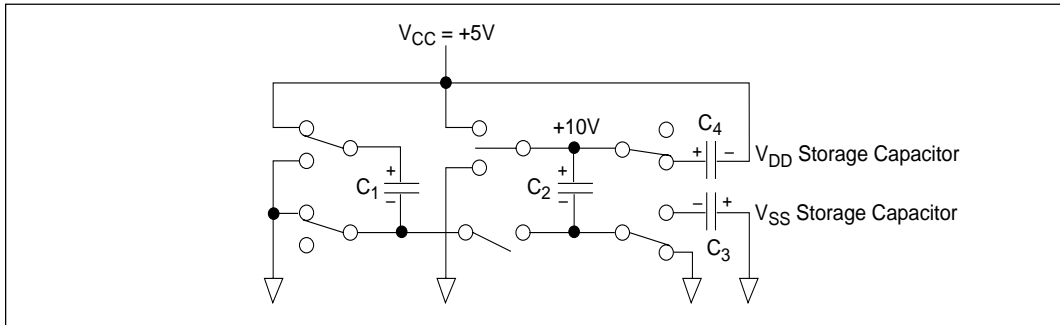 VCC = +5V
+10V
C4
+ −
VDD Storage Capacitor
+
C1
−
+
C2
−
− +
VSS Storage Capacitor
C3